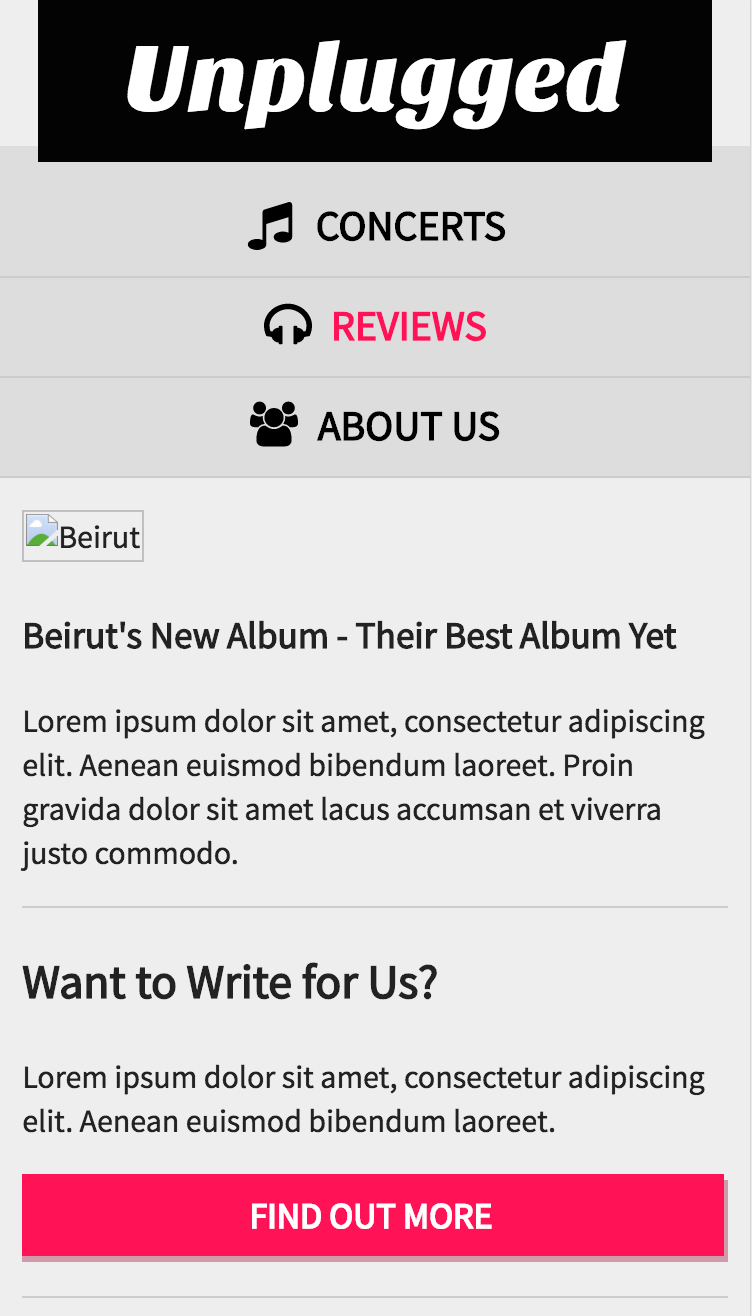 Unplugged
CONCERTS
REVIEWS
ABOUT US
Beirut
Beirut's New Album - Their Best Album Yet
Lorem ipsum dolor sit amet, consectetur adipiscing
elit. Aenean euismod bibendum laoreet. Proin
gravida dolor sit amet lacus accumsan et viverra
justo commodo.
Want to Write for Us?
Lorem ipsum dolor sit amet, consectetur adipiscing
elit. Aenean euismod bibendum laoreet.
FIND OUT MORE